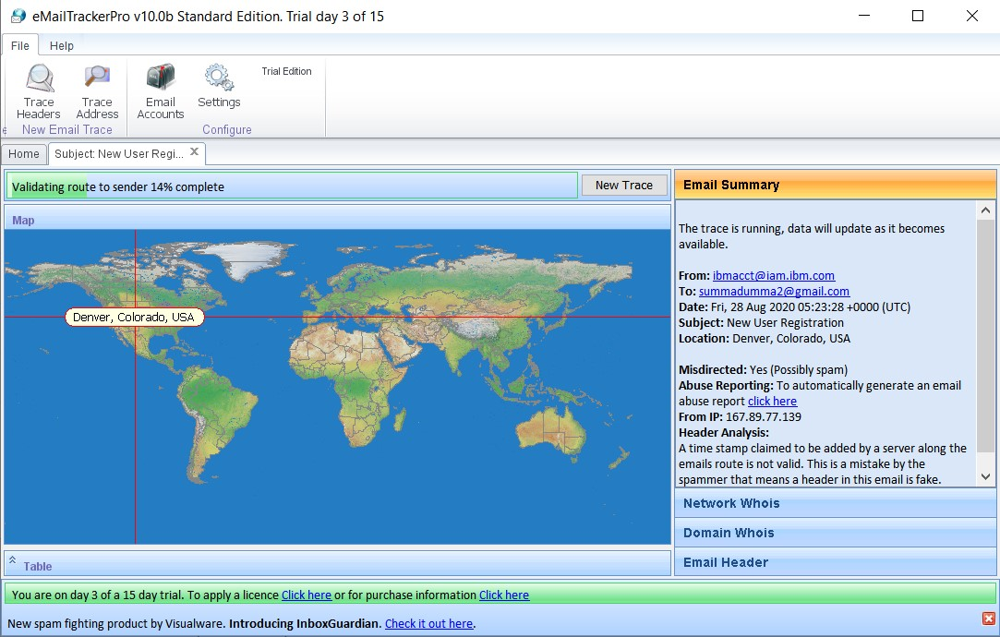 eMailTrackerPro v10.0b Standard Edition. Trial day 3 of 15
File Help
Trace Headers
Trace Address
Email Accounts
Settings
Trial Edition
e New Email Trace
Configure
Home
Subject: New User Regi...
Validating route to sender 14% complete
New Trace
Map
Denver, Colorado, USA
Table
Email Summary
The trace is running, data will update as it becomes
available.
From: ibmacct@iam.ibm.com
To: summadumma2@gmail.com
Date: Fri, 28 Aug 2020 05:23:28 +0000 (UTC)
Subject: New User Registration
Location: Denver, Colorado, USA
Misdirected: Yes (Possibly spam)
Abuse Reporting: To automatically generate an email
abuse report click here
From IP: 167.89.77.139
Header Analysis:
A time stamp claimed to be added by a server along the
emails route is not valid. This is a mistake by the
spammer that means a header in this email is fake.
Network Whois
Domain Whois
Email Header
You are on day 3 of a 15 day trial. To apply a licence Click here or for purchase information Click here
New spam fighting product by Visualware. Introducing InboxGuardian. Check it out here.